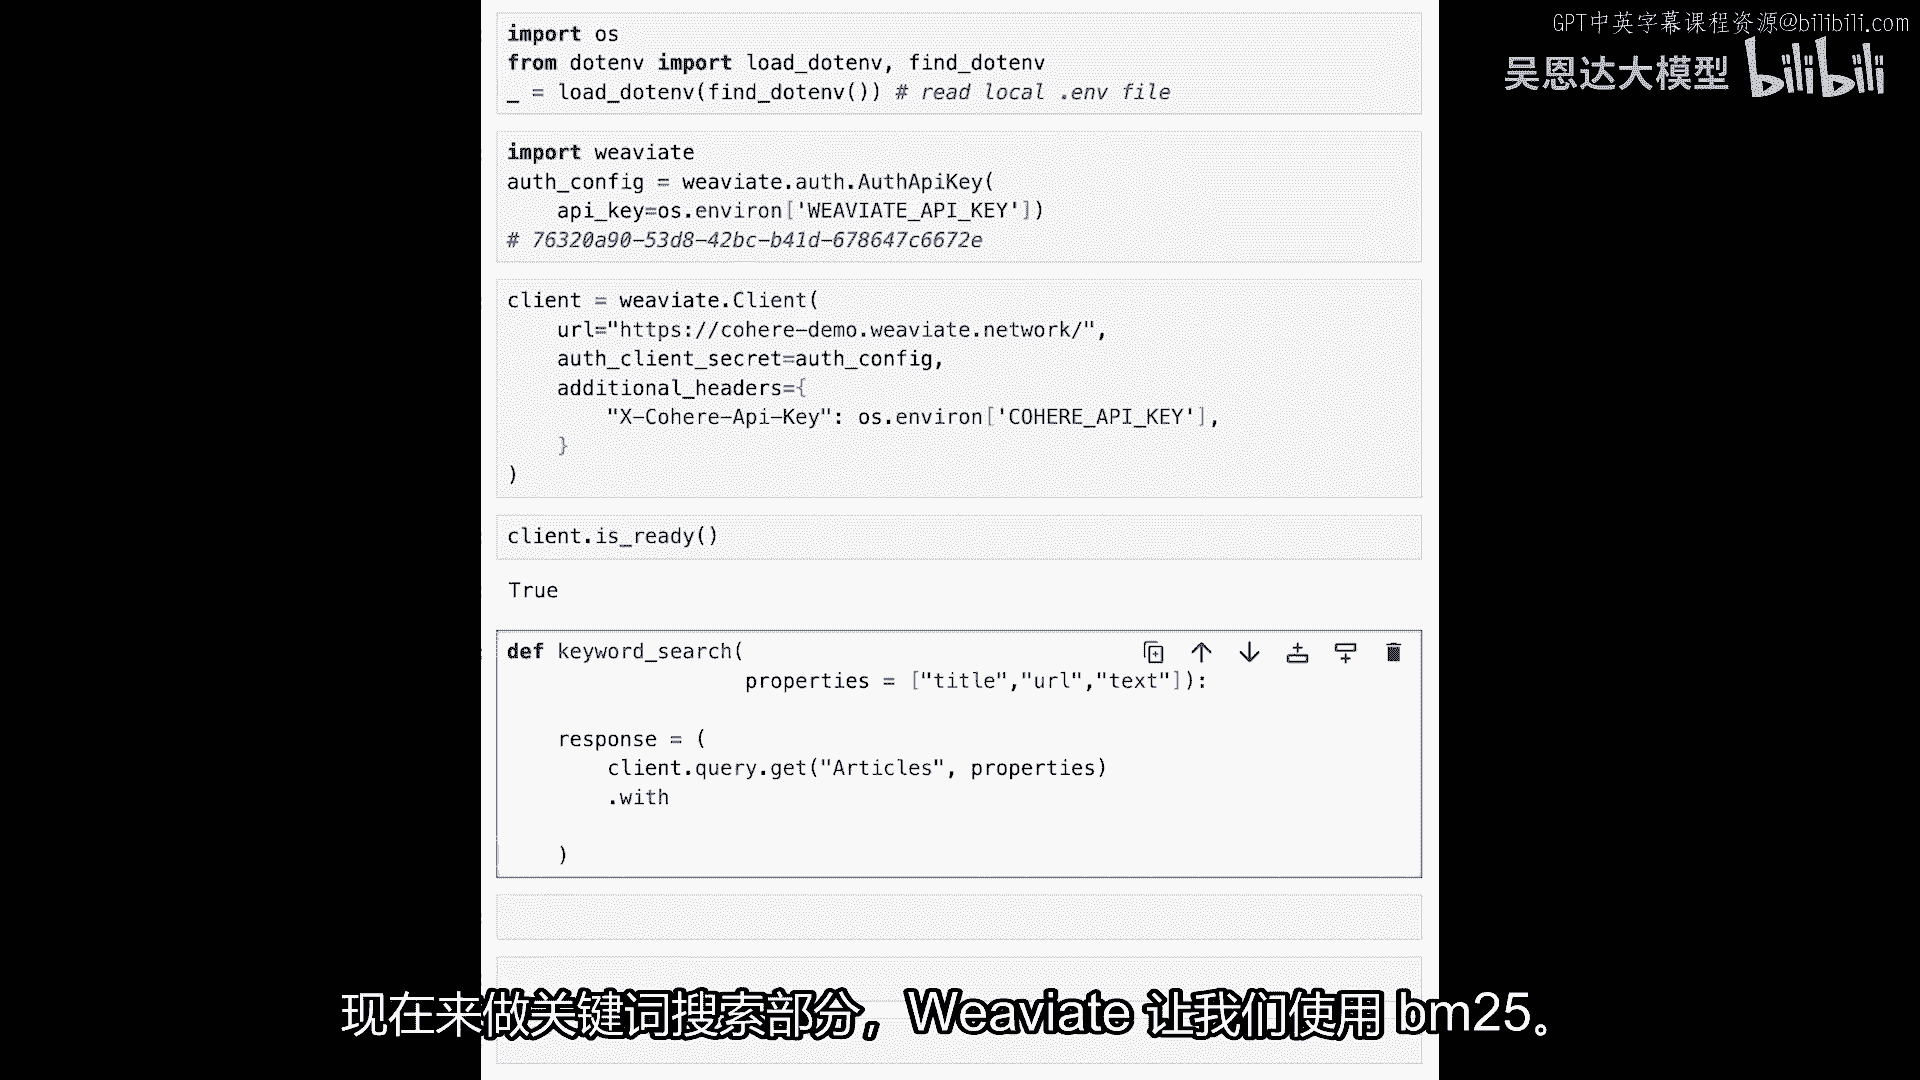 GPT中英字幕课程资源@bilibili.com
吴恩达大模型 bilibili
import os
from dotenv import load_dotenv, find_dotenv
_ = load_dotenv(find_dotenv()) # read local .env file
import weaviate
auth_config = weaviate.auth.AuthApiKey(
    api_key=os.environ['WEAVIATE_API_KEY'])
# 76320a90-53d8-42bc-b41d-678647c6672e
client = weaviate.Client(
    url="https://cohere-demo.weaviate.network/",
    auth_client_secret=auth_config,
    additional_headers={
        "X-Cohere-Api-Key": os.environ['COHERE_API_KEY'],
    }
)
client.is_ready()
True
def keyword_search(
                   properties = ["title","url","text"]):
    response = (
        client.query.get("Articles", properties)
        .with
    )
现在来做关键词搜索部分，Weaviate 让我们使用 bm25。